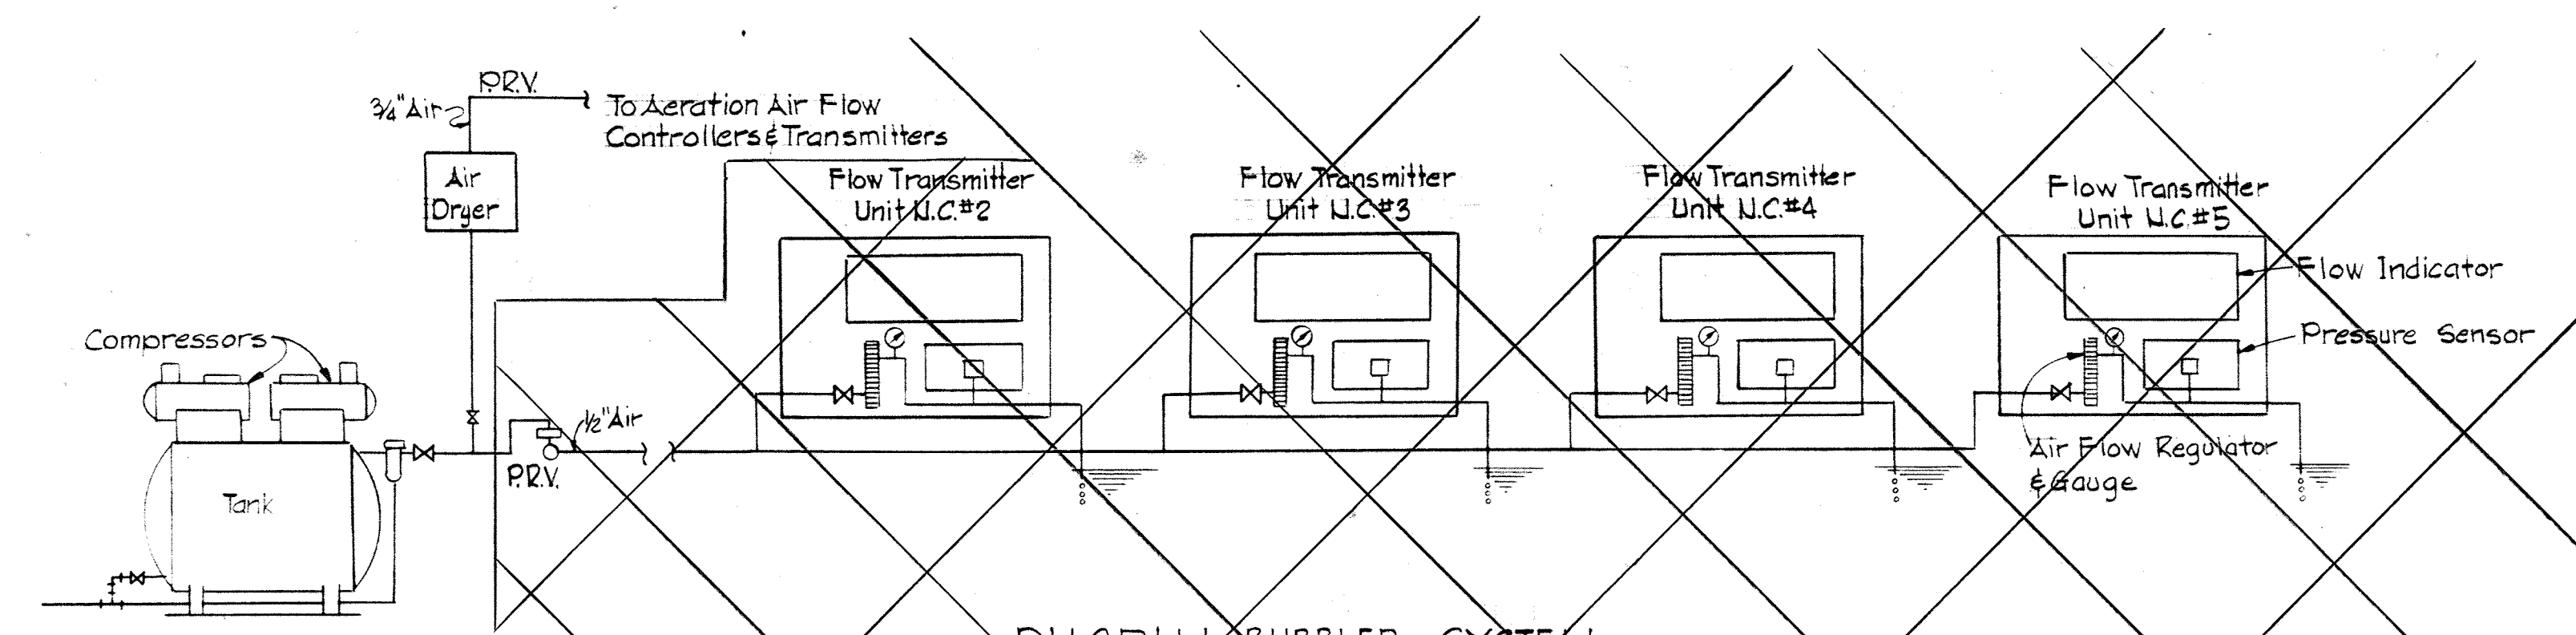 P.R.V.
3/4" Air
To Aeration Air Flow
Controllers & Transmitters
Air
Dryer
Compressors
Tank
P.R.V.
1/2" Air
Flow Transmitter
Unit N.C. #2
Flow Transmitter
Unit N.C. #3
Flow Transmitter
Unit N.C. #4
Flow Transmitter
Unit N.C. #5
Flow Indicator
Pressure Sensor
Air Flow Regulator
& Gauge
BUBBLER SYSTEM